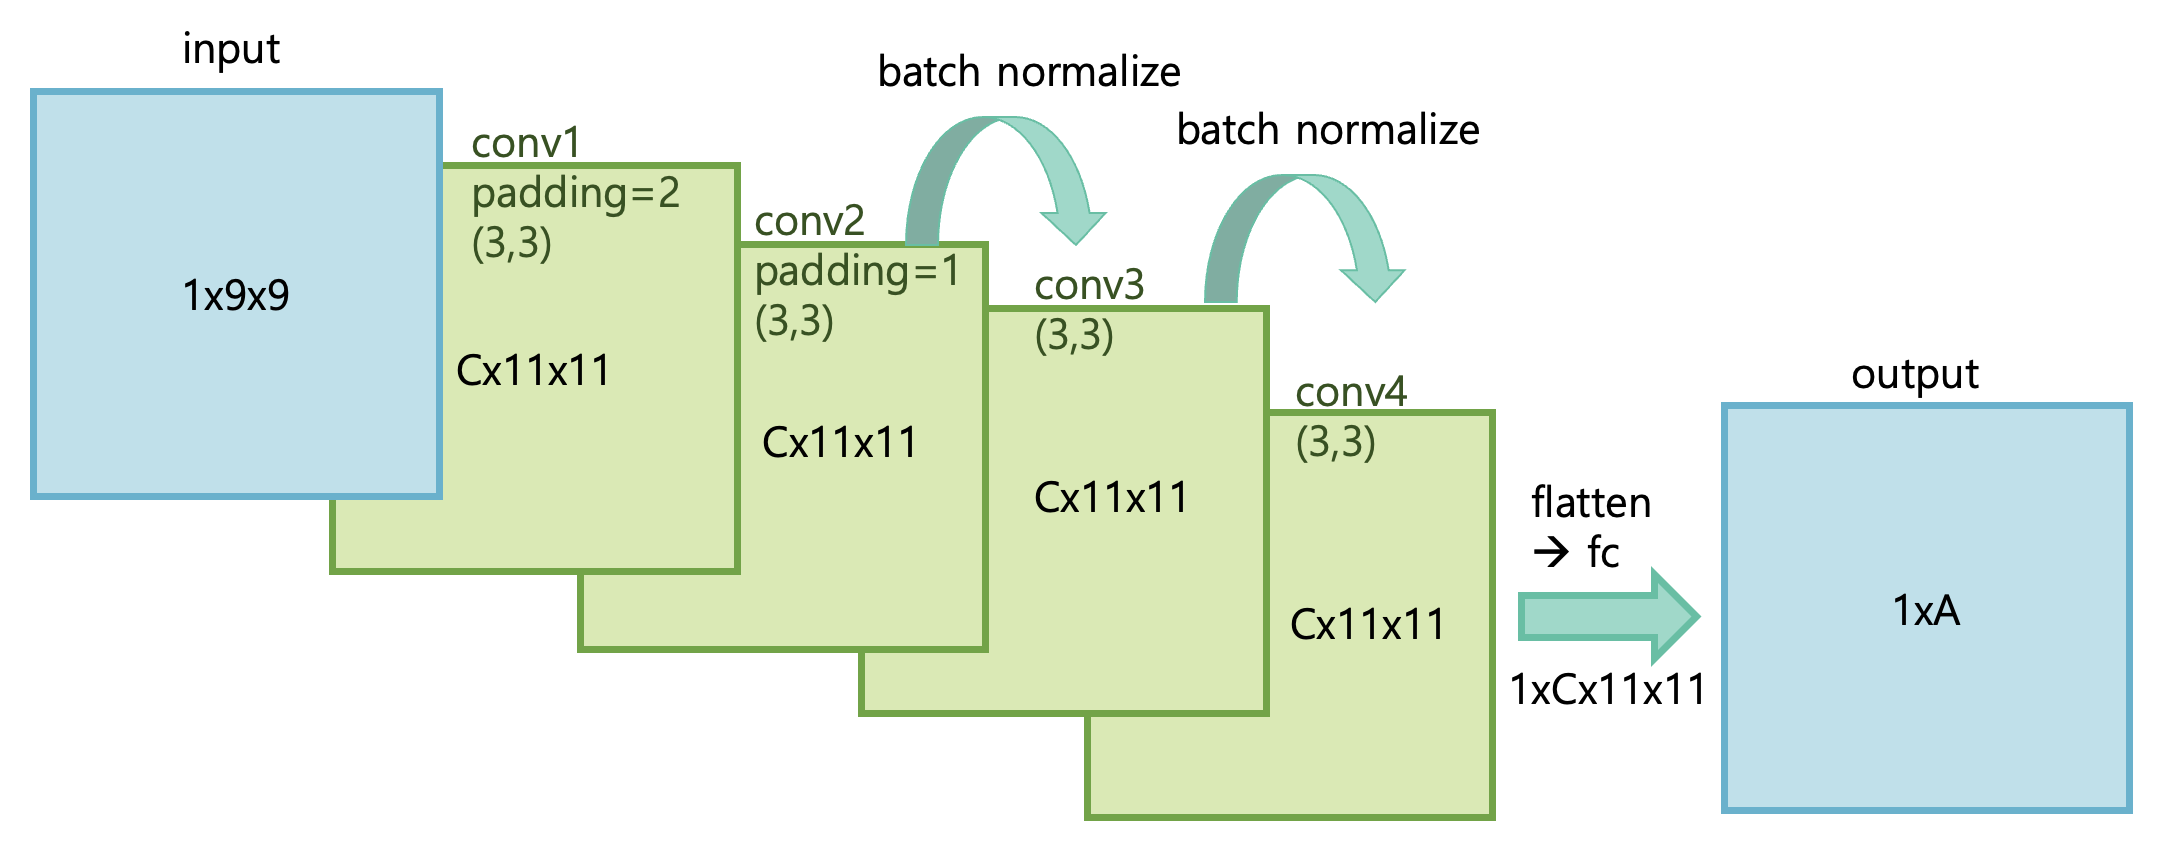 input
1x9x9
conv1
padding=2
(3,3)
Cx11x11
conv2
padding=1
(3,3)
Cx11x11
batch normalize
conv3
(3,3)
Cx11x11
batch normalize
conv4
(3,3)
Cx11x11
flatten
→ fc
1xCx11x11
output
1xA